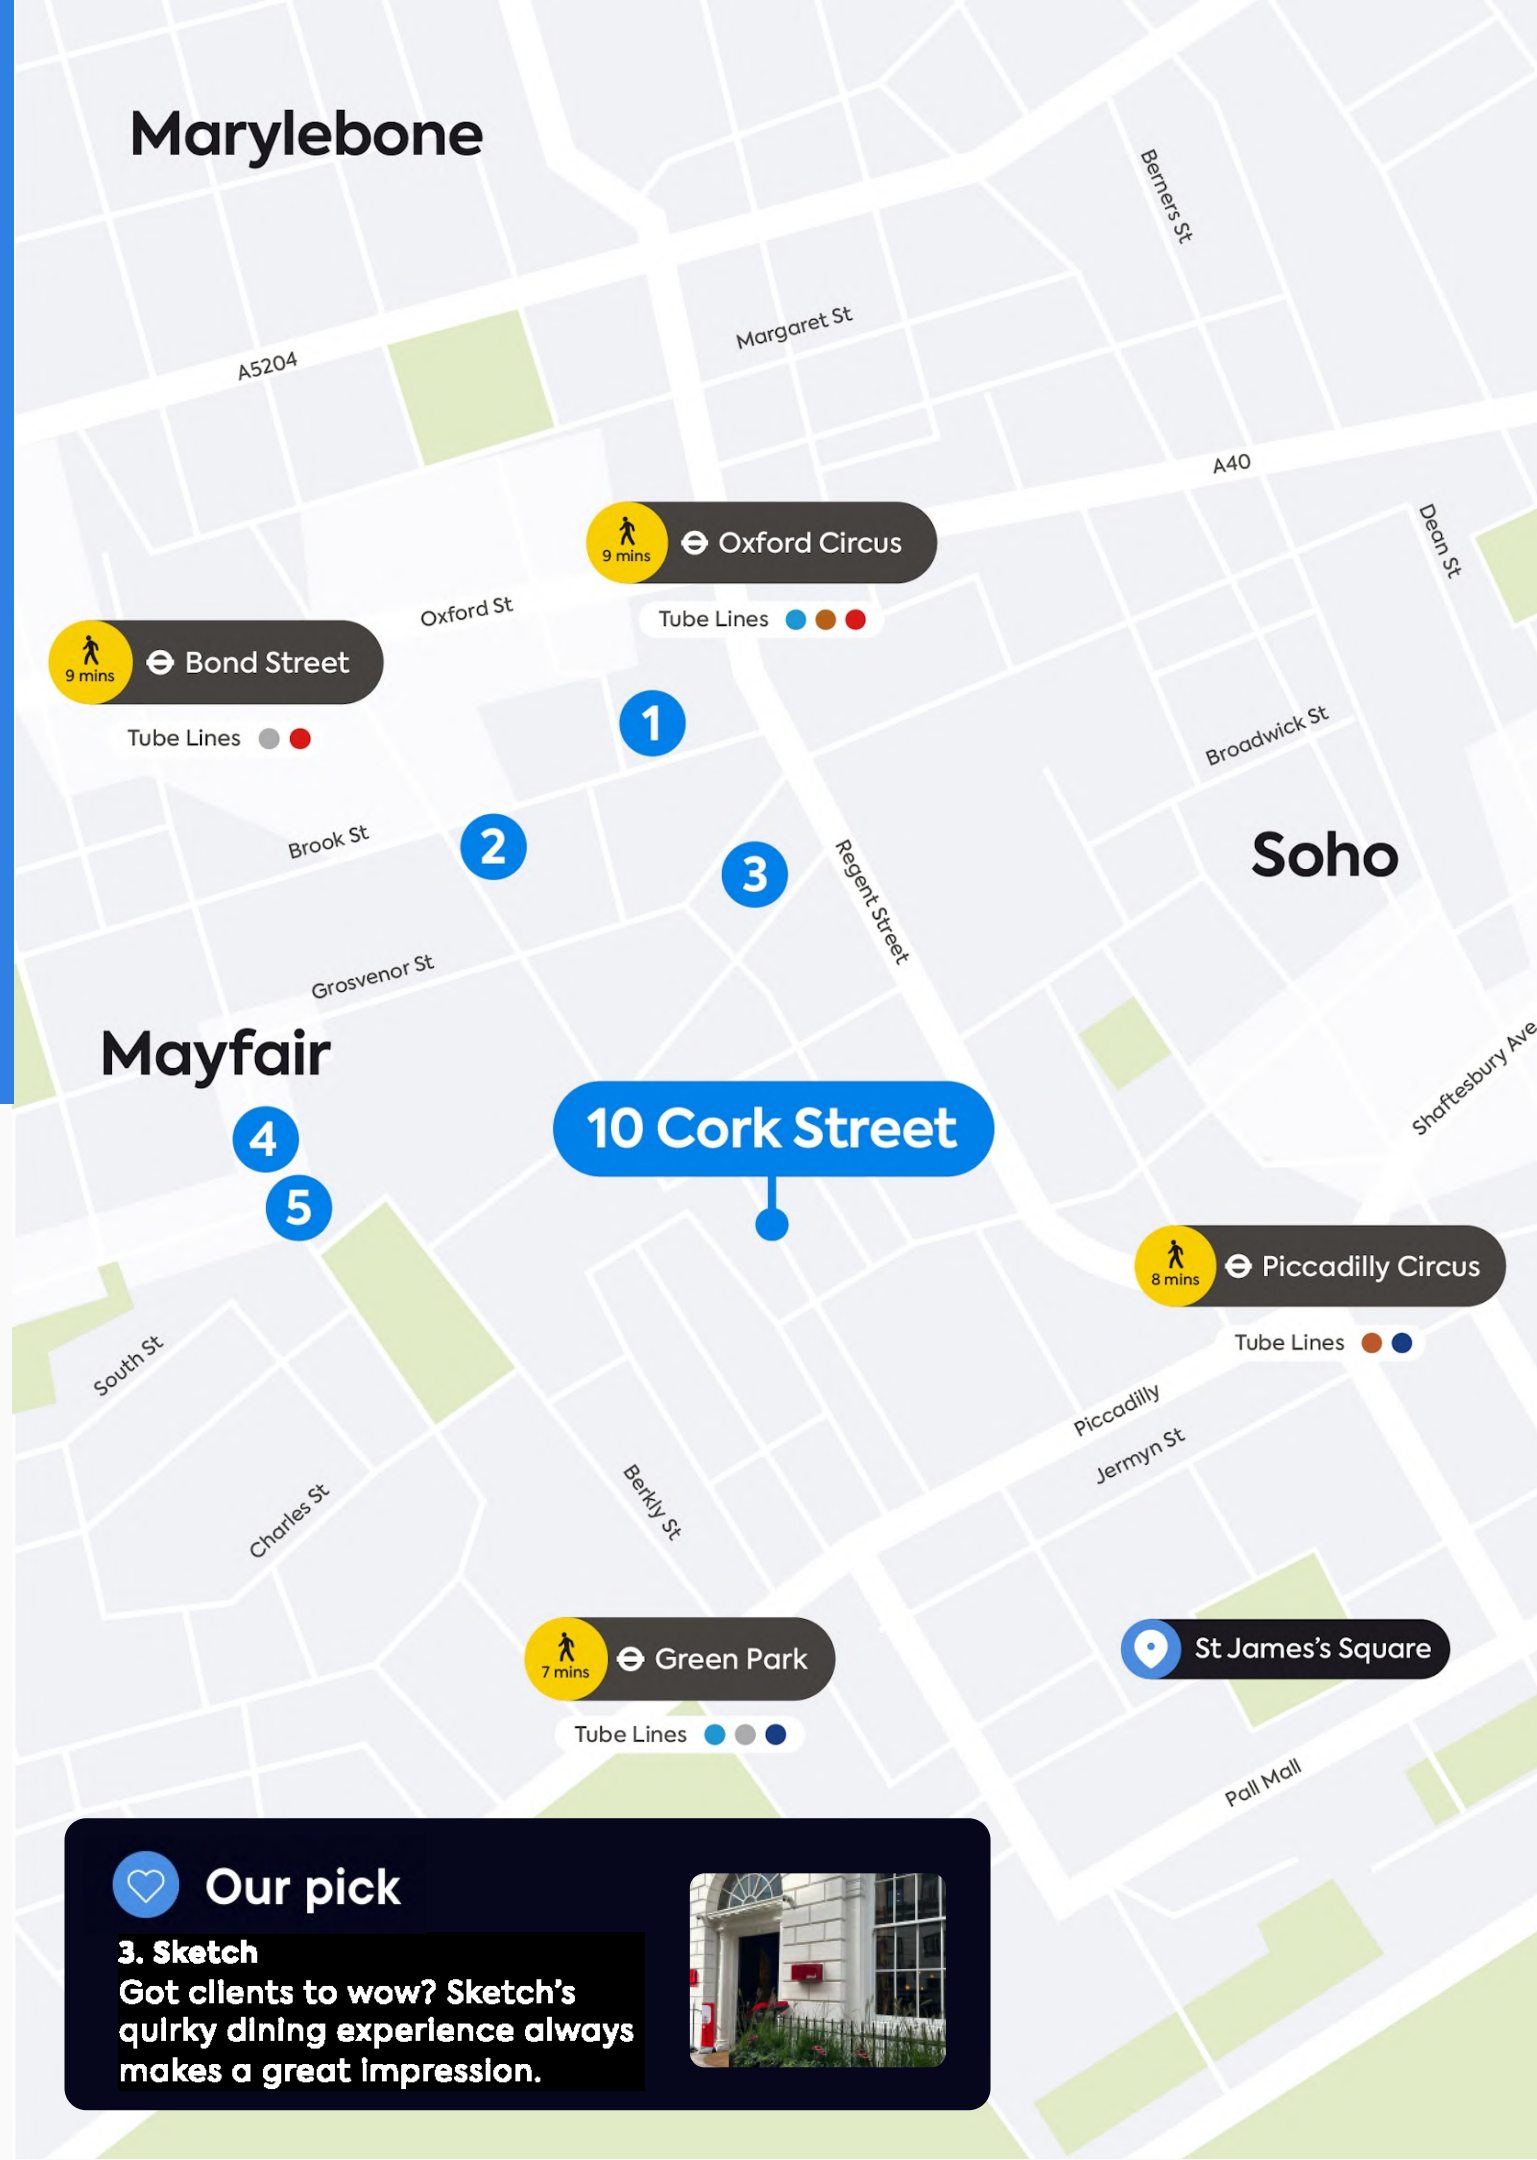 Marylebone
Berners St
Margaret St
A5204
A40
Dean St
9 mins
Oxford Circus
Oxford St
Tube Lines
9 mins
Bond Street
Tube Lines
1
Broadwick St
Brook St
2
3
Regent Street
Soho
Grosvenor St
Mayfair
Shaftesbury Ave
4
10 Cork Street
5
8 mins
Piccadilly Circus
Tube Lines
South St
Piccadilly
Jermyn St
Charles St
Berkly St
7 mins
Green Park
St James’s Square
Tube Lines
Pall Mall
Our pick
3. Sketch
Got clients to wow? Sketch’s
quirky dining experience always
makes a great impression.